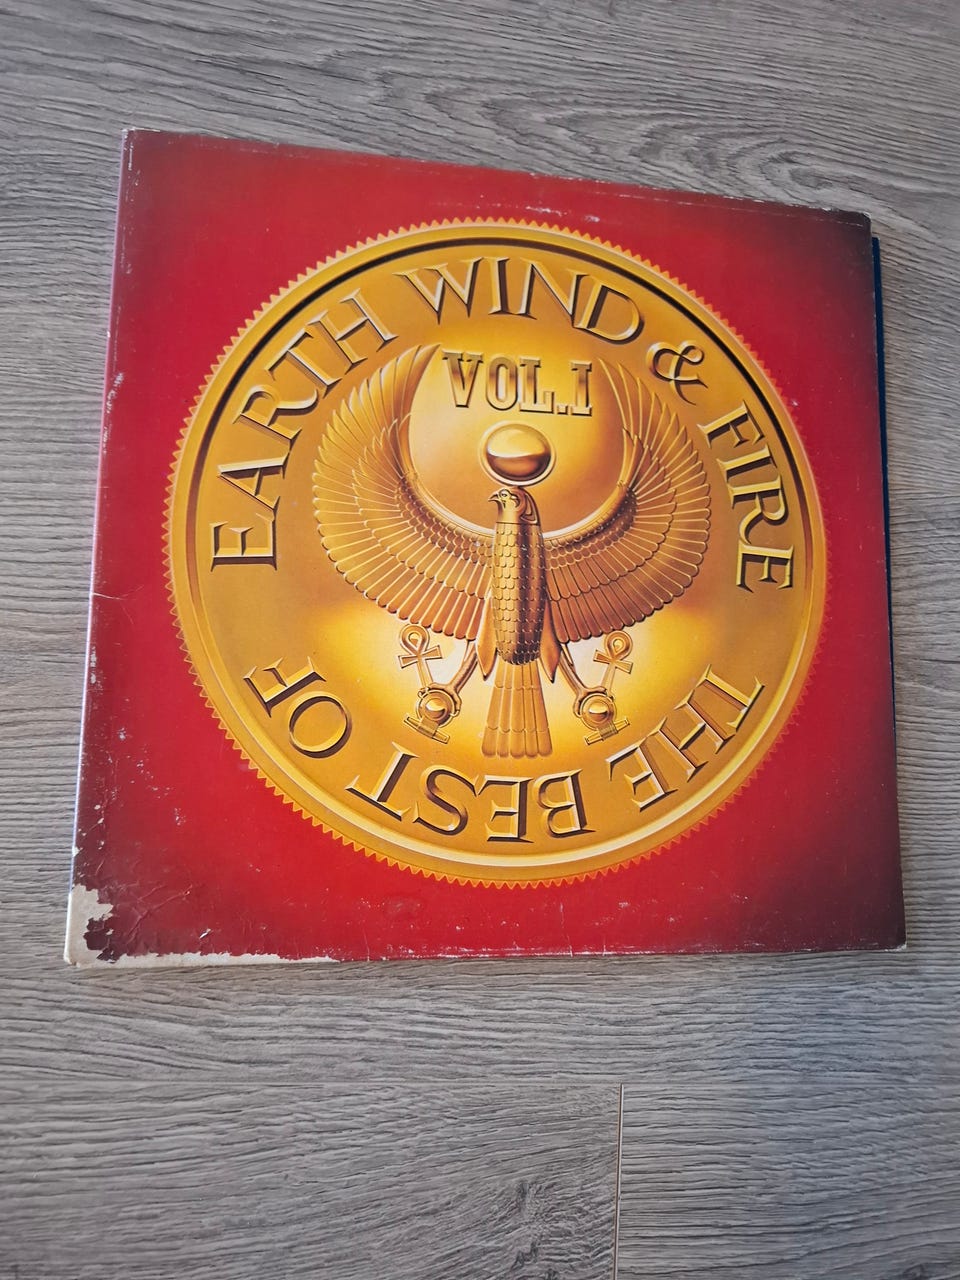 EARTH WIND & FIRE
VOL.I
THE BEST OF